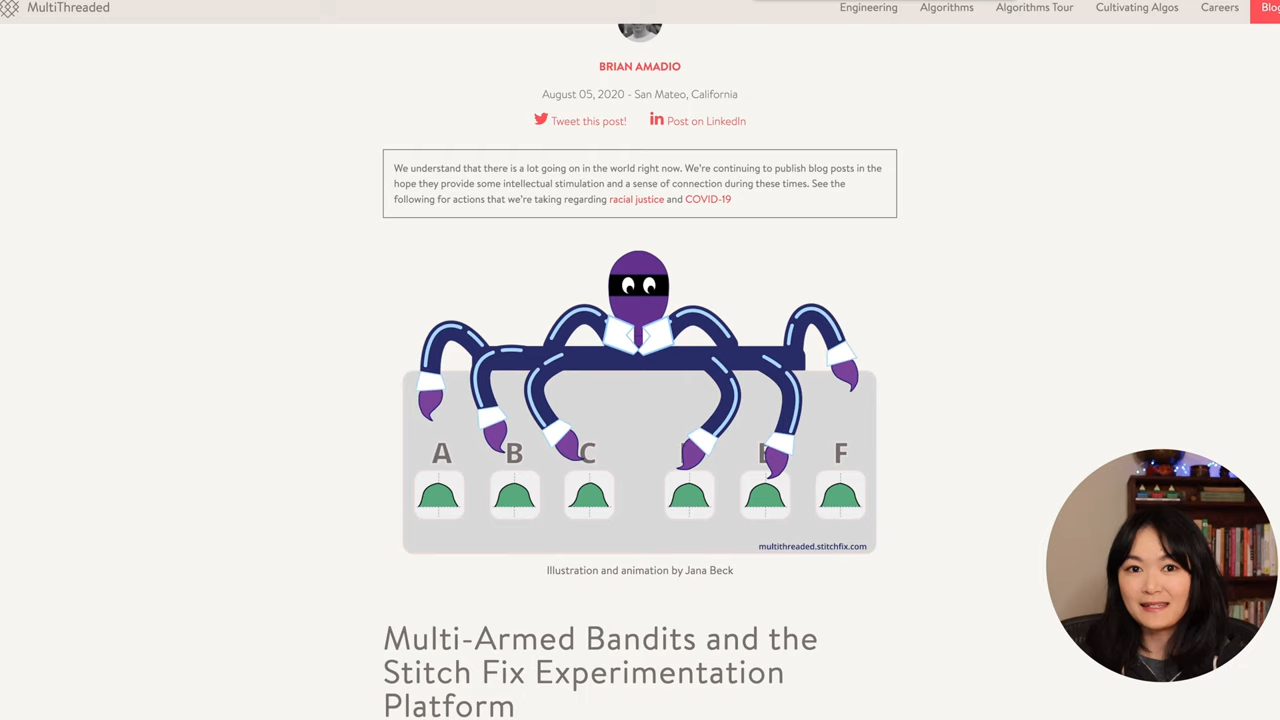 MultiThreaded
Engineering
Algorithms
Algorithms Tour
Cultivating Algos
Careers
Blog
BRIAN AMADIO
August 05, 2020 - San Mateo, California
Tweet this post!
Post on LinkedIn
We understand that there is a lot going on in the world right now. We're continuing to publish blog posts in the
hope they provide some intellectual stimulation and a sense of connection during these times. See the
following for actions that we're taking regarding racial justice and COVID-19
A B C D E F
multithreaded.stitchfix.com
Illustration and animation by Jana Beck
Multi-Armed Bandits and the
Stitch Fix Experimentation
Platform